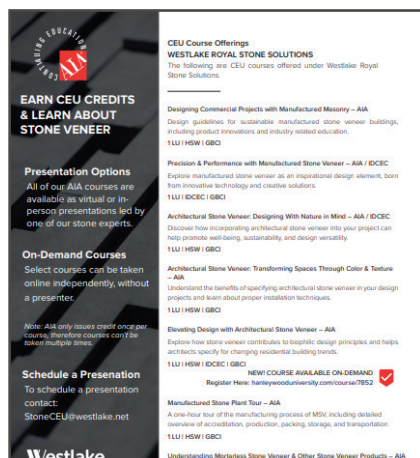 CONTINUING EDUCATION
AIA
EARN CEU CREDITS
& LEARN ABOUT
STONE VENEER
Presentation Options
All of our AIA courses are
available as virtual or in-
person presentations led by
one of our stone experts.
On-Demand Courses
Select courses can be taken
online independently, without
a presenter.
Note: AIA only issues credit once per
course, therefore courses can't be
taken multiple times.
Schedule a Presenation
To schedule a presentation
contact:
StoneCEU@westlake.net
Westlake
CEU Course Offerings
WESTLAKE ROYAL STONE SOLUTIONS
The following are CEU courses offered under Westlake Royal
Stone Solutions.
Designing Commercial Projects with Manufactured Masonry – AIA
Design guidelines for sustainable manufactured stone veneer buildings,
including product innovations and industry related education.
1 LU | HSW | GBCI
Precision & Performance with Manufactured Stone Veneer – AIA / IDCEC
Explore manufactured stone veneer as an inspirational design element, born
from innovative technology and creative solutions.
1 LU | IDCEC | GBCI
Architectural Stone Veneer: Designing With Nature in Mind – AIA / IDCEC
Discover how incorporating architectural stone veneer into your project can
help promote well-being, sustainability, and design versatility.
1 LU | HSW | GBCI
Architectural Stone Veneer: Transforming Spaces Through Color & Texture
– AIA
Understand the benefits of specifying architectural stone veneer in your design
projects and learn about proper installation techniques.
1 LU | HSW | GBCI
Elevating Design with Architectural Stone Veneer – AIA
Explore how stone veneer contributes to biophilic design principles and helps
architects specify for changing residential building trends.
1 LU | HSW | IDCEC | GBCI
NEW! COURSE AVAILABLE ON-DEMAND
Register Here: hanleywooduniversity.com/course/7852
Manufactured Stone Plant Tour – AIA
A one-hour tour of the manufacturing process of MSV, including detailed
overview of accreditation, production, packing, storage, and transportation.
1 LU | HSW | GBCI
Understanding Mortarless Stone Veneer & Other Stone Veneer Products – AIA